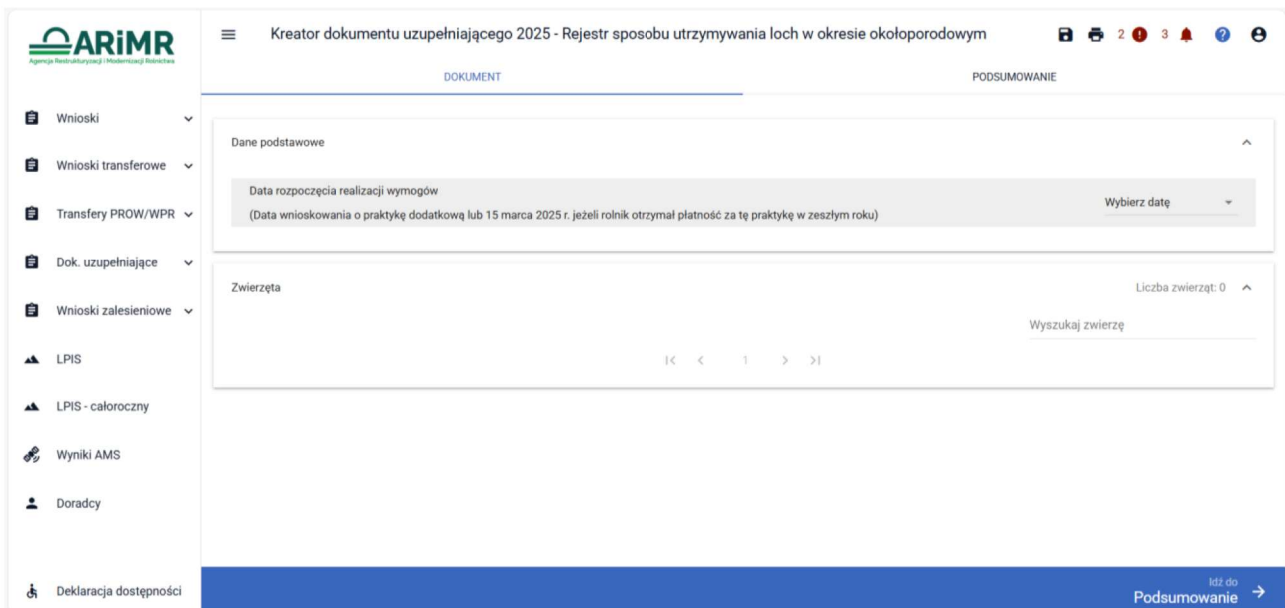 ARiMR
Agencja Restrukturyzacji i Modernizacji Rolnictwa
Kreator dokumentu uzupełniającego 2025 - Rejestr sposobu utrzymywania loch w okresie okołoporodowym
2
3
DOKUMENT
PODSUMOWANIE
Wnioski
Wnioski transferowe
Transfery PROW/WPR
Dok. uzupełniające
Wnioski zalesieniowe
LPIS
LPIS - całoroczny
Wyniki AMS
Doradcy
Deklaracja dostępności
Dane podstawowe
Data rozpoczęcia realizacji wymogów
(Data wnioskowania o praktykę dodatkową lub 15 marca 2025 r. jeżeli rolnik otrzymał płatność za tę praktykę w zeszłym roku)
Wybierz datę
Zwierzęta
Liczba zwierząt: 0
Wyszukaj zwierzę
1
Idź do
Podsumowanie